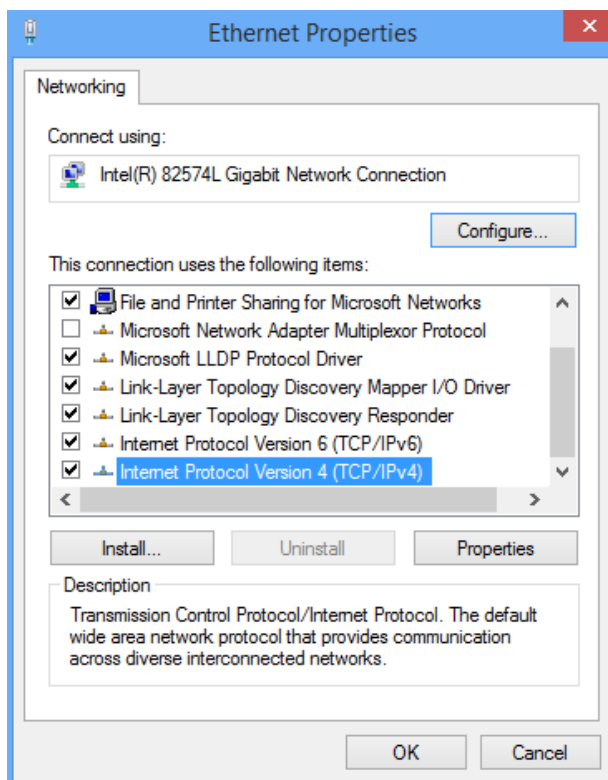 Ethernet Properties
Networking
Connect using:
Intel(R) 82574L Gigabit Network Connection
Configure...
This connection uses the following items:
File and Printer Sharing for Microsoft Networks
Microsoft Network Adapter Multiplexor Protocol
Microsoft LLDP Protocol Driver
Link-Layer Topology Discovery Mapper I/O Driver
Link-Layer Topology Discovery Responder
Internet Protocol Version 6 (TCP/IPv6)
Internet Protocol Version 4 (TCP/IPv4)
Install... Uninstall Properties
Description
Transmission Control Protocol/Internet Protocol. The default
wide area network protocol that provides communication
across diverse interconnected networks.
OK Cancel